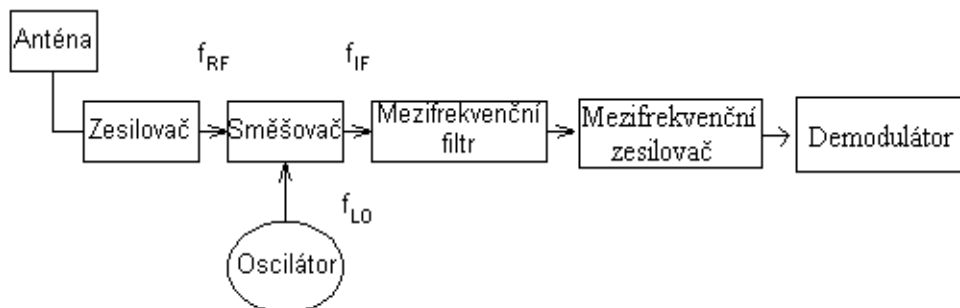 Anténa
f_RF
f_IF
Zesilovač
Směšovač
Mezifrekvenční
filtr
Mezifrekvenční
zesilovač
Demodulátor
f_LO
Oscilátor